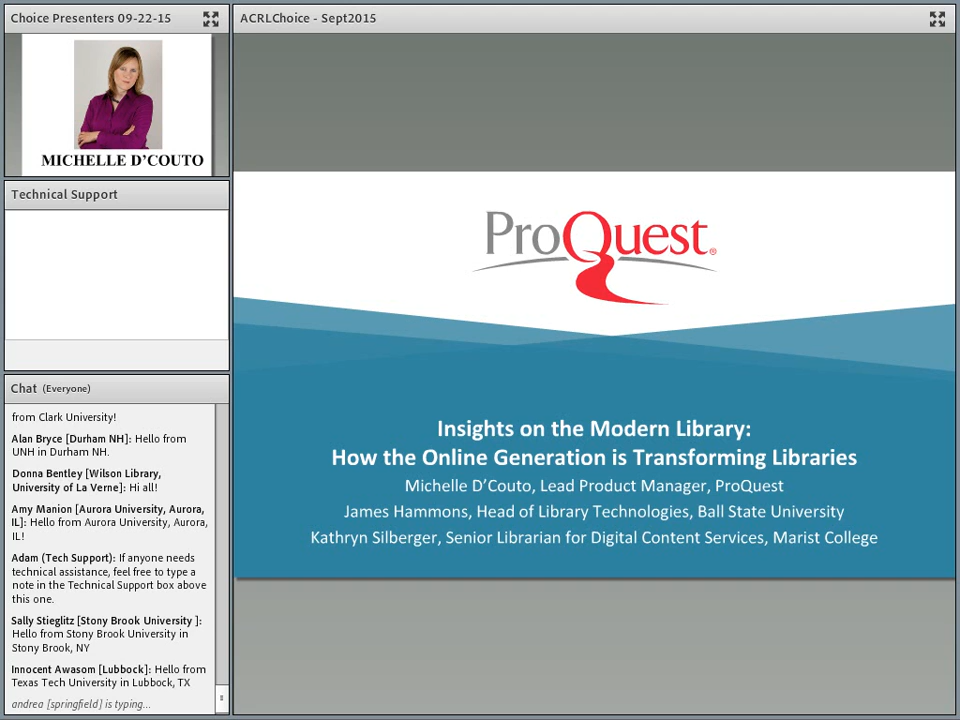 Choice Presenters 09-22-15
MICHELLE D'COUTO
Technical Support
Chat (Everyone)
from Clark University!
Alan Bryce [Durham NH]: Hello from
UNH in Durham NH.
Donna Bentley [Wilson Library,
University of La Verne]: Hi all!
Amy Manion [Aurora University, Aurora,
IL]: Hello from Aurora University, Aurora,
IL!
Adam (Tech Support): If anyone needs
technical assistance, feel free to type a
note in the Technical Support box above
this one.
Sally Stieglitz [Stony Brook University ]:
Hello from Stony Brook University in
Stony Brook, NY
Innocent Awasom [Lubbock]: Hello from
Texas Tech University in Lubbock, TX
andrea [springfield] is typing...
ACRLChoice - Sept2015
ProQuest®
Insights on the Modern Library:
How the Online Generation is Transforming Libraries
Michelle D’Couto, Lead Product Manager, ProQuest
James Hammons, Head of Library Technologies, Ball State University
Kathryn Silberger, Senior Librarian for Digital Content Services, Marist College